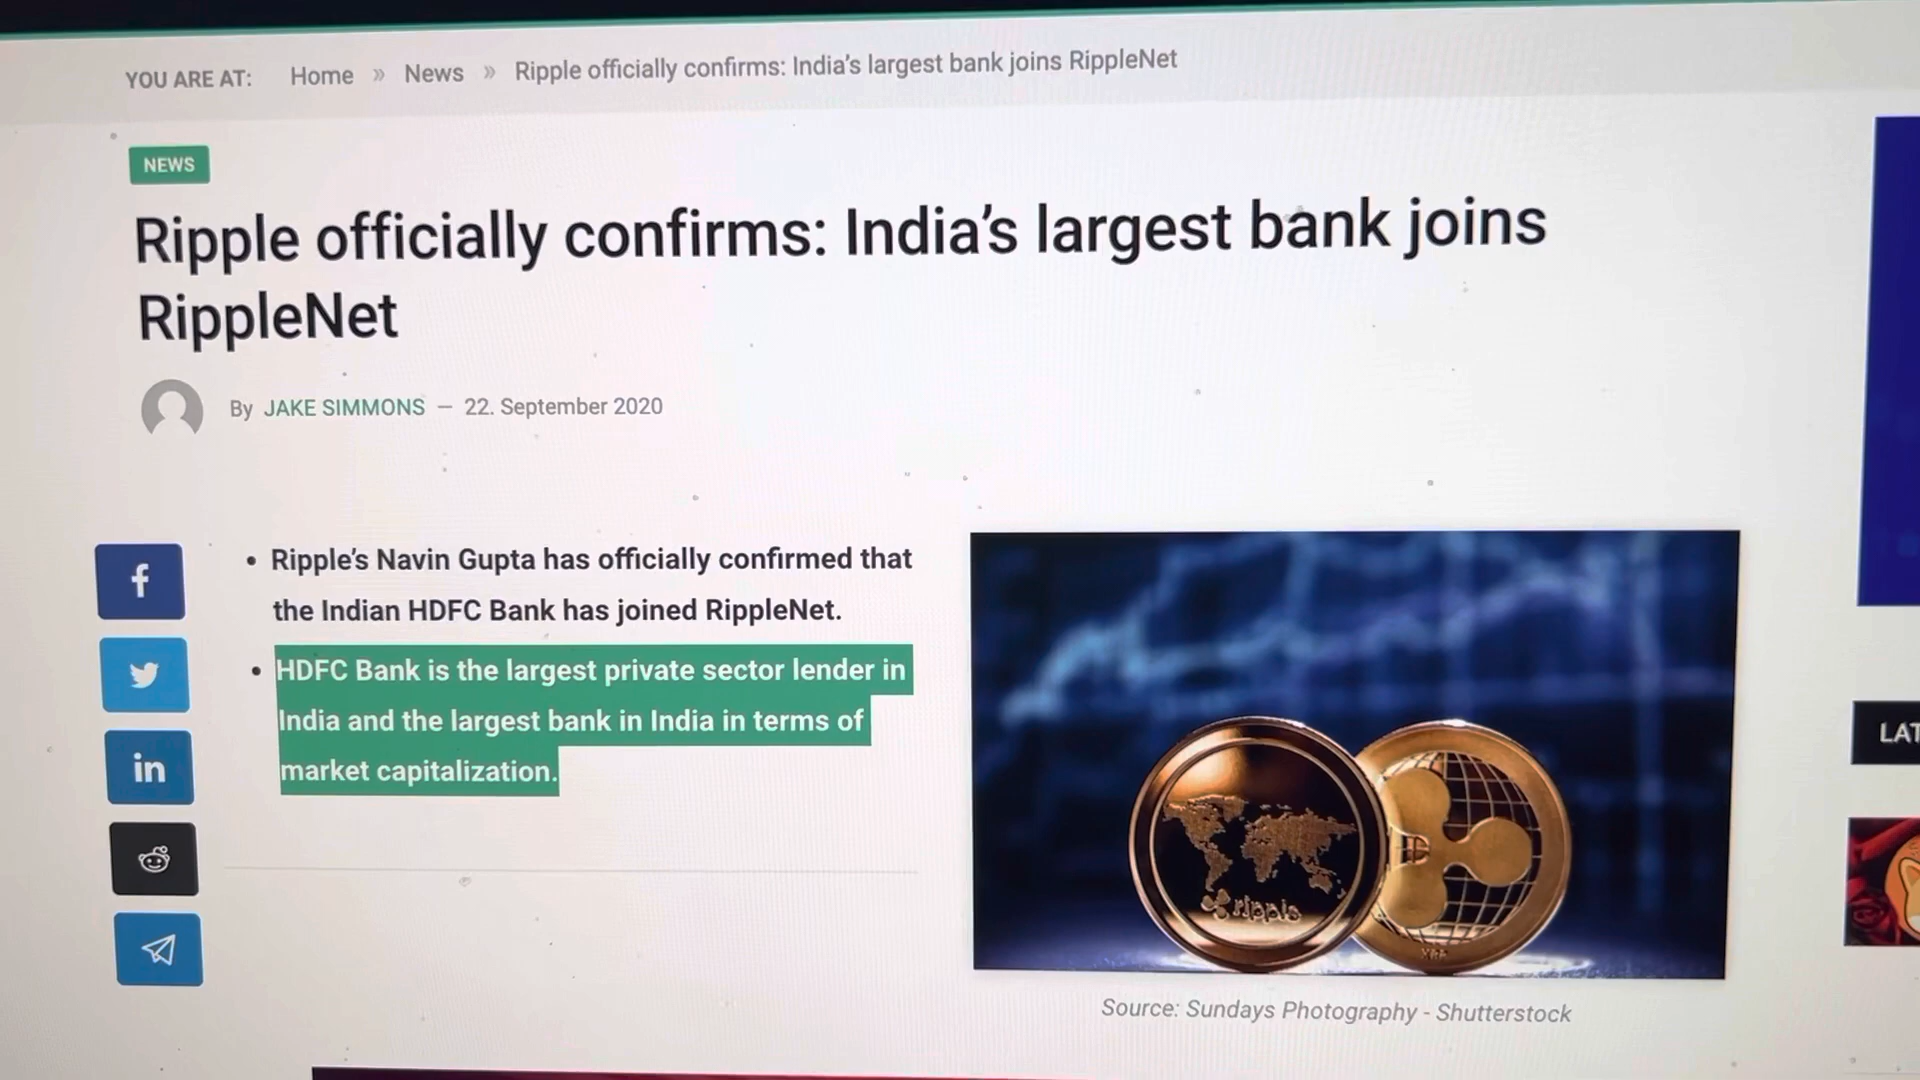 YOU ARE AT: Home » News » Ripple officially confirms: India's largest bank joins RippleNet
NEWS
Ripple officially confirms: India's largest bank joins
RippleNet
By JAKE SIMMONS — 22. September 2020
• Ripple's Navin Gupta has officially confirmed that
the Indian HDFC Bank has joined RippleNet.
• HDFC Bank is the largest private sector lender in
India and the largest bank in India in terms of
market capitalization.
f
in
ripple
Source: Sundays Photography - Shutterstock
LAT